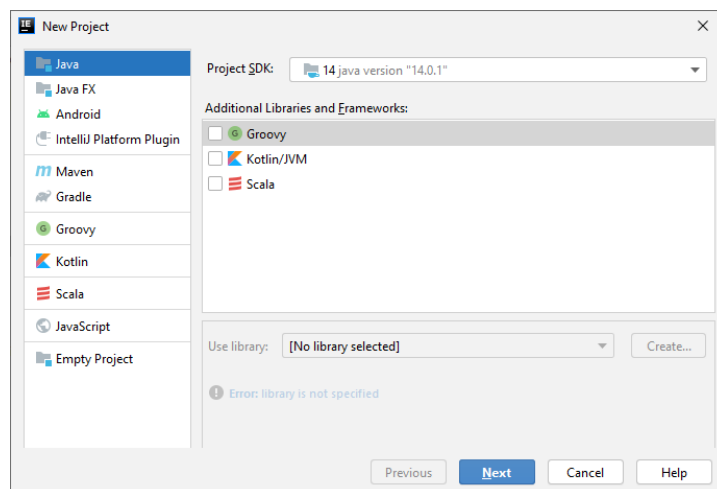 IE New Project
Java
Java FX
Android
IntelliJ Platform Plugin
Maven
Gradle
Groovy
Kotlin
Scala
JavaScript
Empty Project
Project SDK: 14 java version "14.0.1"
Additional Libraries and Frameworks:
G Groovy
Kotlin/JVM
Scala
Use library: [No library selected] Create...
Error: library is not specified
Previous Next Cancel Help